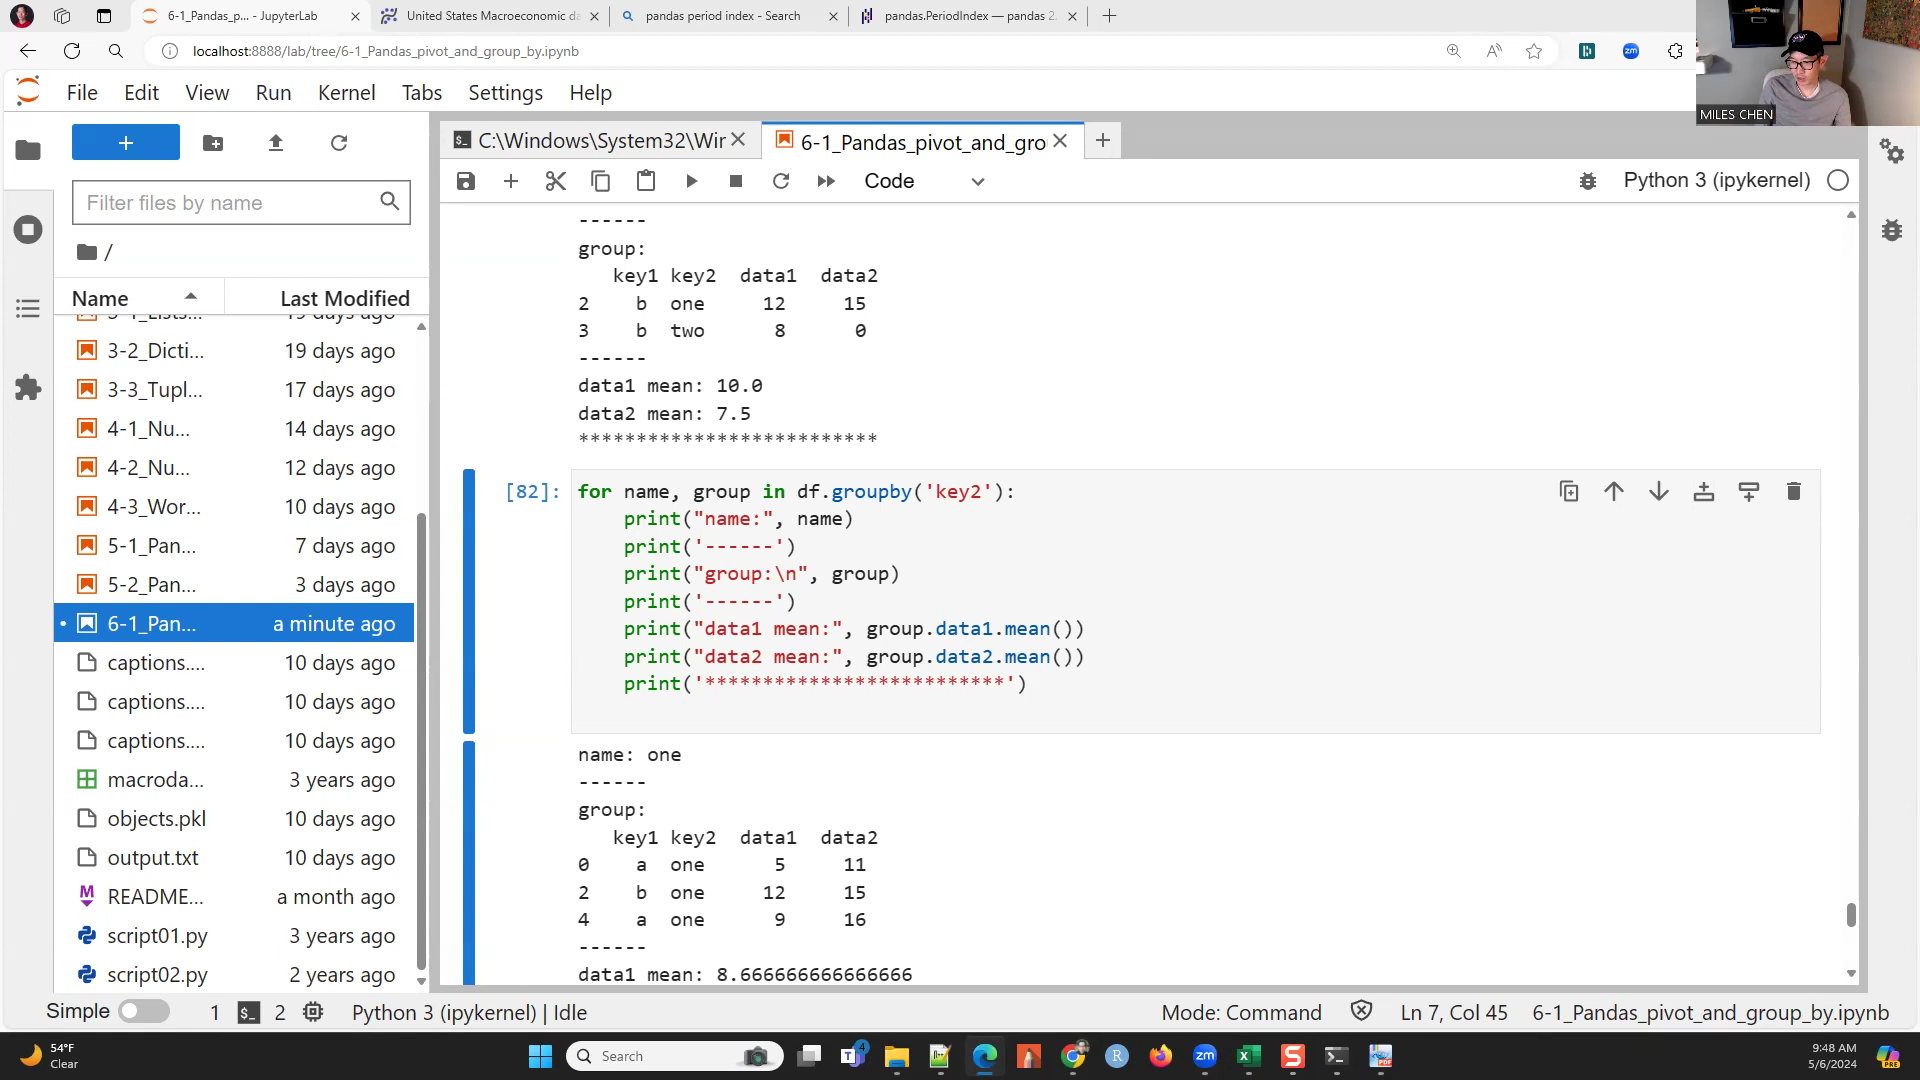 6-1_Pandas_p... - JupyterLab
United States Macroeconomic da
pandas period index - Search
pandas.PeriodIndex — pandas 2.
localhost:8888/lab/tree/6-1_Pandas_pivot_and_group_by.ipynb
MILES CHEN
File Edit View Run Kernel Tabs Settings Help
C:\Windows\System32\Wir
6-1_Pandas_pivot_and_gro
Filter files by name
Code
Python 3 (ipykernel)
/
Name Last Modified
3-2_Dicti... 19 days ago
3-3_Tupl... 17 days ago
4-1_Nu... 14 days ago
4-2_Nu... 12 days ago
4-3_Wor... 10 days ago
5-1_Pan... 7 days ago
5-2_Pan... 3 days ago
6-1_Pan... a minute ago
captions.... 10 days ago
captions.... 10 days ago
captions.... 10 days ago
macroda... 3 years ago
objects.pkl 10 days ago
output.txt 10 days ago
README... a month ago
script01.py 3 years ago
script02.py 2 years ago
------
group:
key1 key2 data1 data2
2 b one 12 15
3 b two 8 0
------
data1 mean: 10.0
data2 mean: 7.5
**************************
[82]: for name, group in df.groupby('key2'):
print("name:", name)
print('------')
print("group:\n", group)
print('------')
print("data1 mean:", group.data1.mean())
print("data2 mean:", group.data2.mean())
print('**************************')
name: one
------
group:
key1 key2 data1 data2
0 a one 5 11
2 b one 12 15
4 a one 9 16
------
data1 mean: 8.666666666666666
Simple 1 2 Python 3 (ipykernel) | Idle
Mode: Command Ln 7, Col 45 6-1_Pandas_pivot_and_group_by.ipynb
54°F
Clear
Search
9:48 AM
5/6/2024